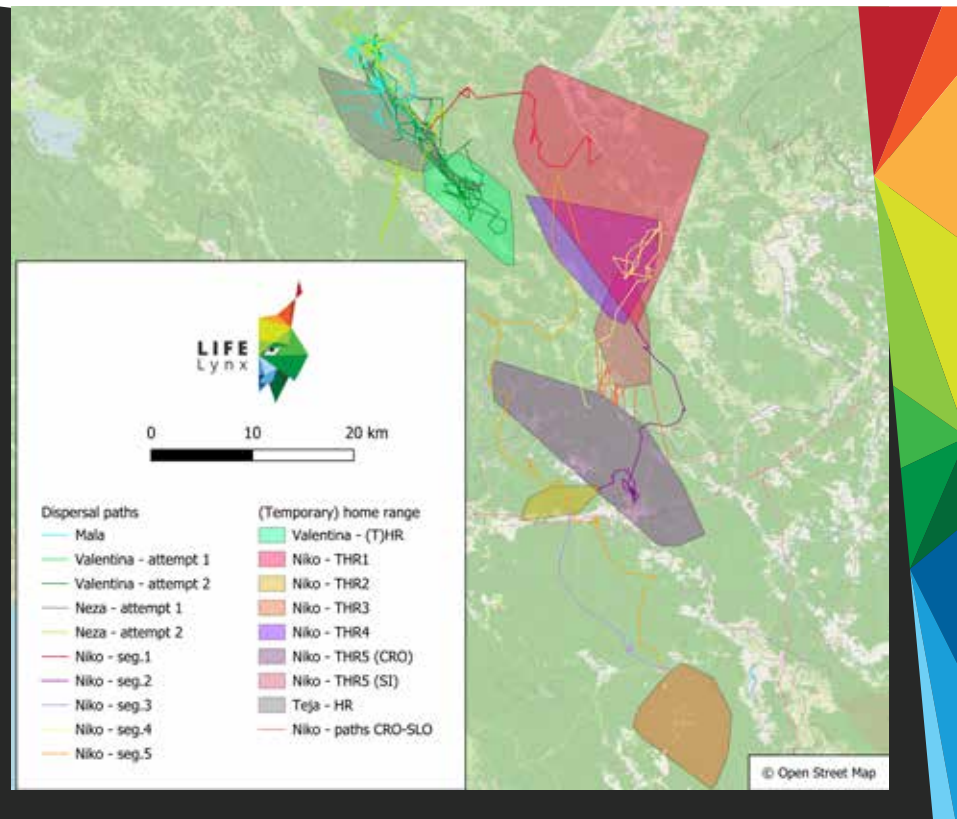 LIFE
Lynx
0 10 20 km
Dispersal paths
Mala
Valentina - attempt 1
Valentina - attempt 2
Neza - attempt 1
Neza - attempt 2
Niko - seg.1
Niko - seg.2
Niko - seg.3
Niko - seg.4
Niko - seg.5
(Temporary) home range
Valentina - (T)HR
Niko - THR1
Niko - THR2
Niko - THR3
Niko - THR4
Niko - THR5 (CRO)
Niko - THR5 (SI)
Teja - HR
Niko - paths CRO-SLO
© Open Street Map